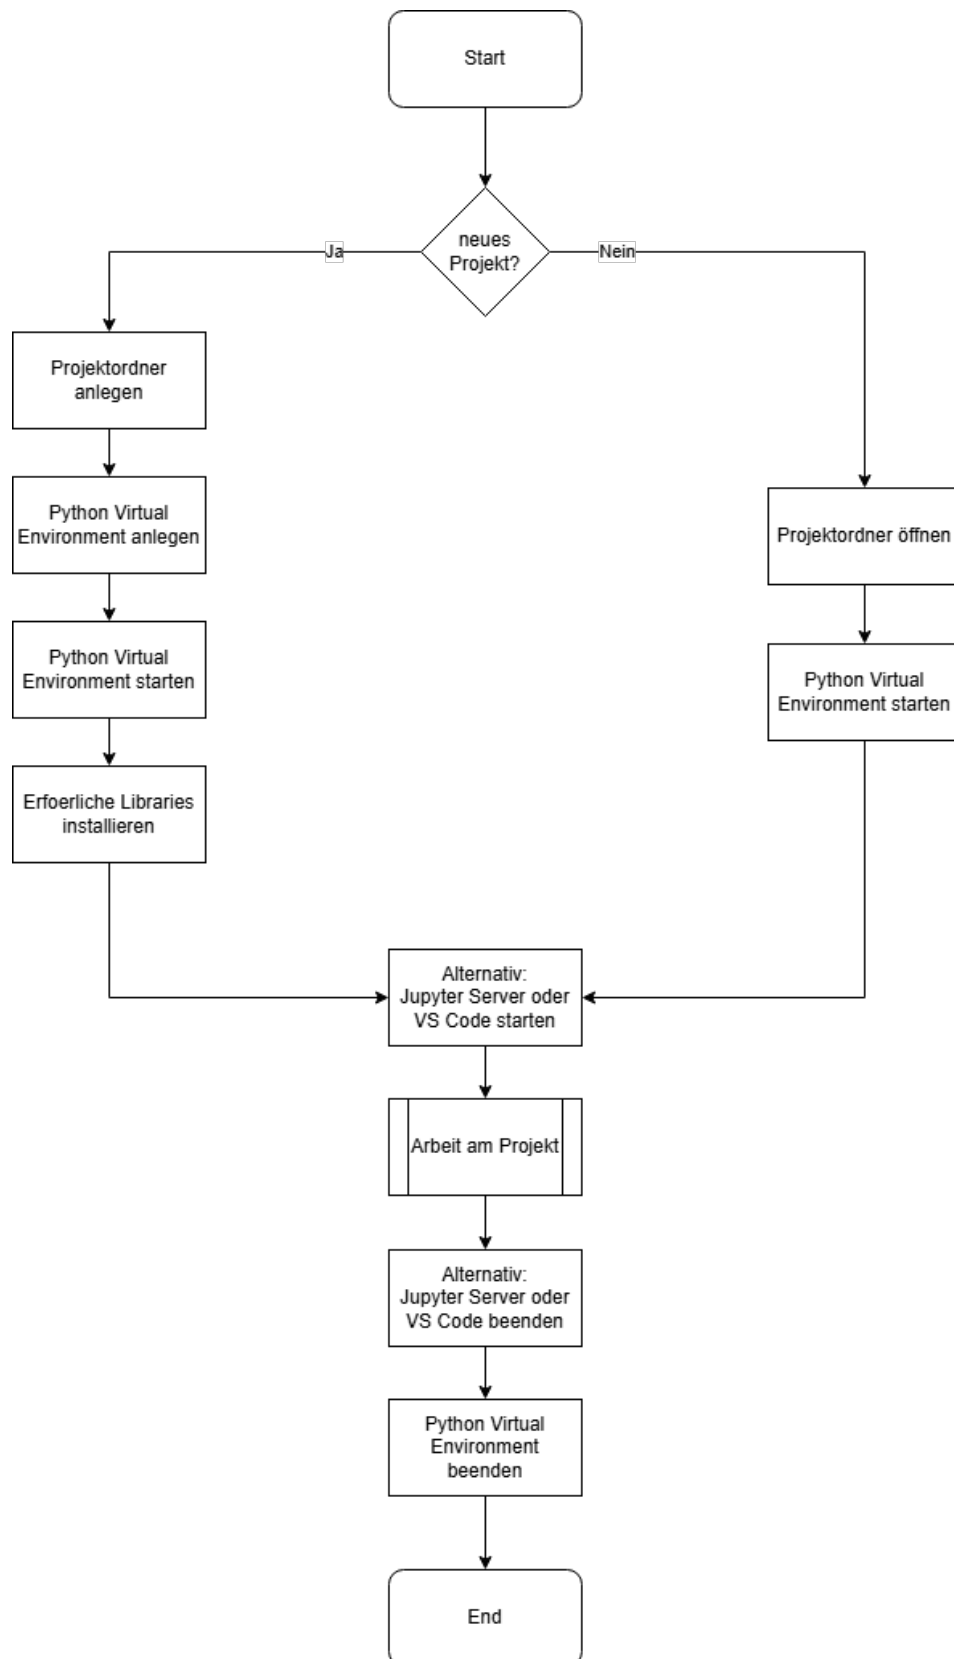 Start
neues
Projekt?
Ja
Nein
Projektordner
anlegen
Python Virtual
Environment anlegen
Python Virtual
Environment starten
Erfoerliche Libraries
installieren
Projektordner öffnen
Python Virtual
Environment starten
Alternativ:
Jupyter Server oder
VS Code starten
Arbeit am Projekt
Alternativ:
Jupyter Server oder
VS Code beenden
Python Virtual
Environment
beenden
End